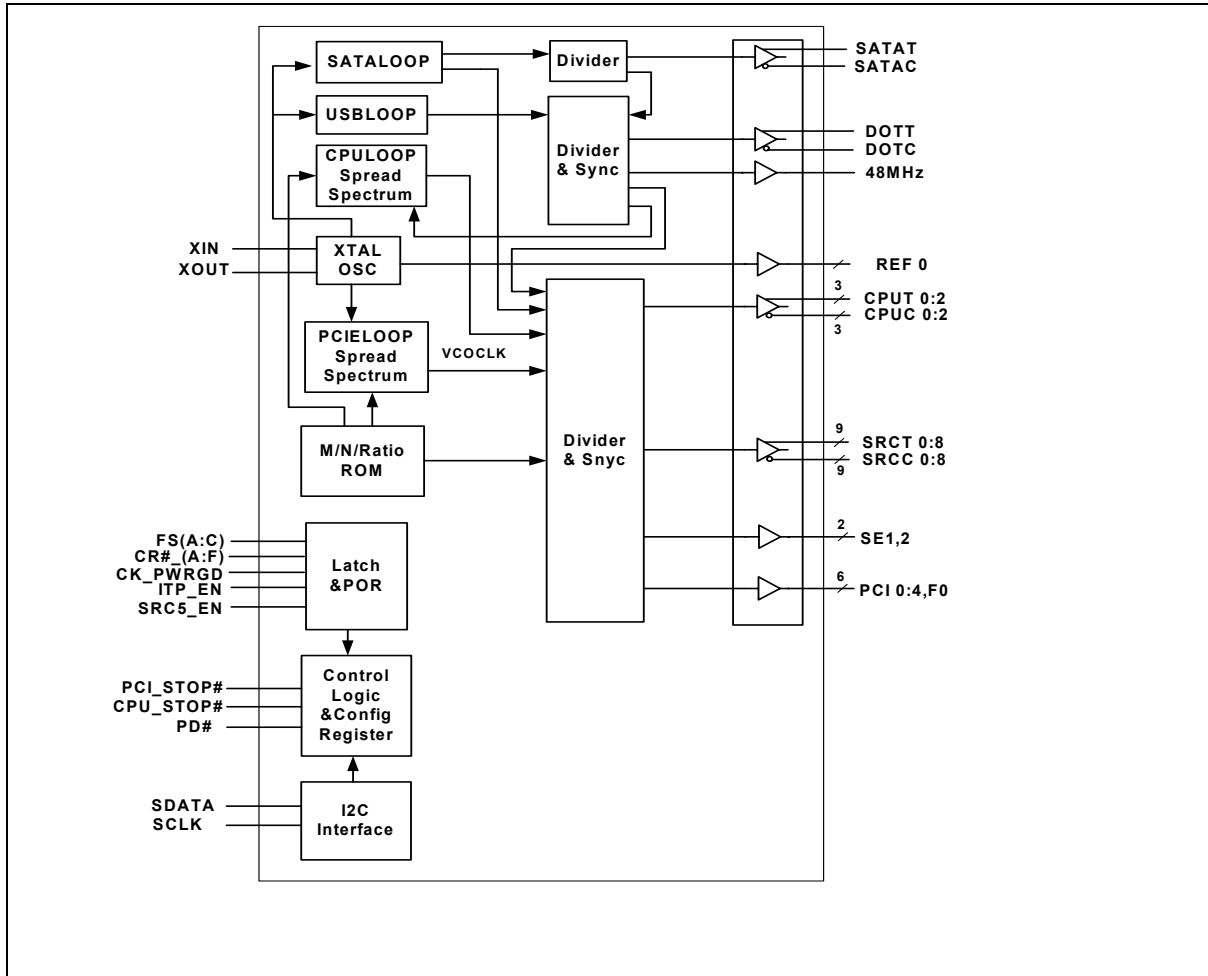 SATALOOP
Divider
SATAT
SATAC
USBLOOP
Divider
& Sync
DOTT
DOTC
48MHz
CPULOOP
Spread
Spectrum
XIN
XOUT
XTAL
OSC
REF 0
3
CPUT 0:2
CPUC 0:2
3
PCIELOOP
Spread
Spectrum
VCOCLK
M/N/Ratio
ROM
Divider
& Snyc
9
SRCT 0:8
SRCC 0:8
9
2
SE1,2
6
PCI 0:4,F0
FS(A:C)
CR#_(A:F)
CK_PWRGD
ITP_EN
SRC5_EN
Latch
&POR
PCI_STOP#
CPU_STOP#
PD#
Control
Logic
&Config
Register
SDATA
SCLK
I2C
Interface